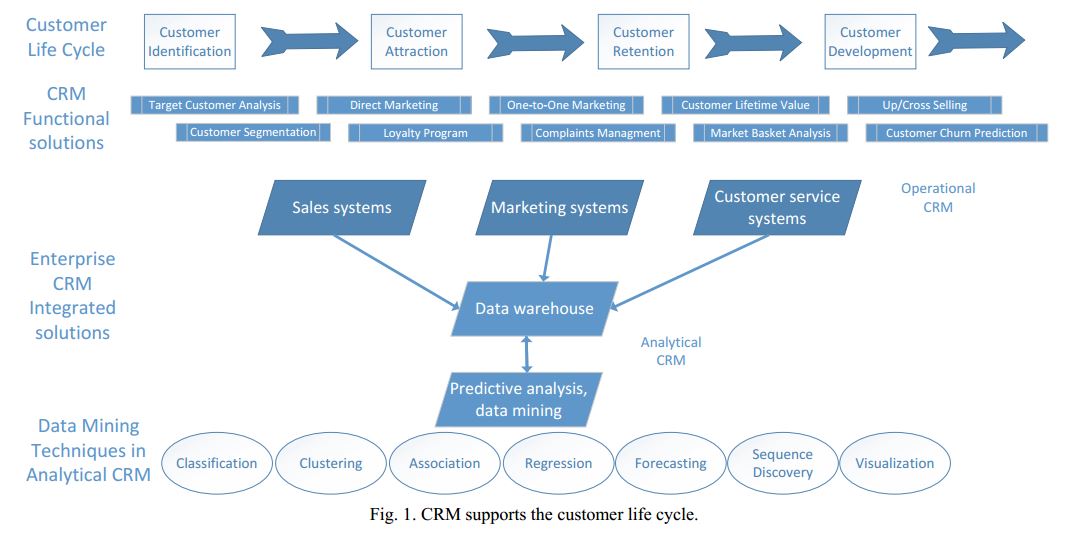 Customer
Life Cycle
Customer
Identification
Customer
Attraction
Customer
Retention
Customer
Development
CRM
Functional
solutions
Target Customer Analysis
Direct Marketing
One-to-One Marketing
Customer Lifetime Value
Up/Cross Selling
Customer Segmentation
Loyalty Program
Complaints Managment
Market Basket Analysis
Customer Churn Prediction
Enterprise
CRM
Integrated
solutions
Sales systems
Marketing systems
Customer service
systems
Operational
CRM
Data warehouse
Analytical
CRM
Predictive analysis,
data mining
Data Mining
Techniques in
Analytical CRM
Classification
Clustering
Association
Regression
Forecasting
Sequence
Discovery
Visualization
Fig. 1. CRM supports the customer life cycle.